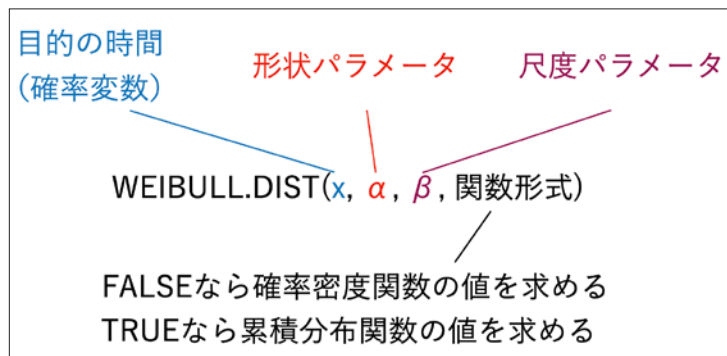 目的の時間
(確率変数)
形状パラメータ
尺度パラメータ
WEIBULL.DIST(x, α, β, 関数形式)
FALSEなら確率密度関数の値を求める
TRUEなら累積分布関数の値を求める